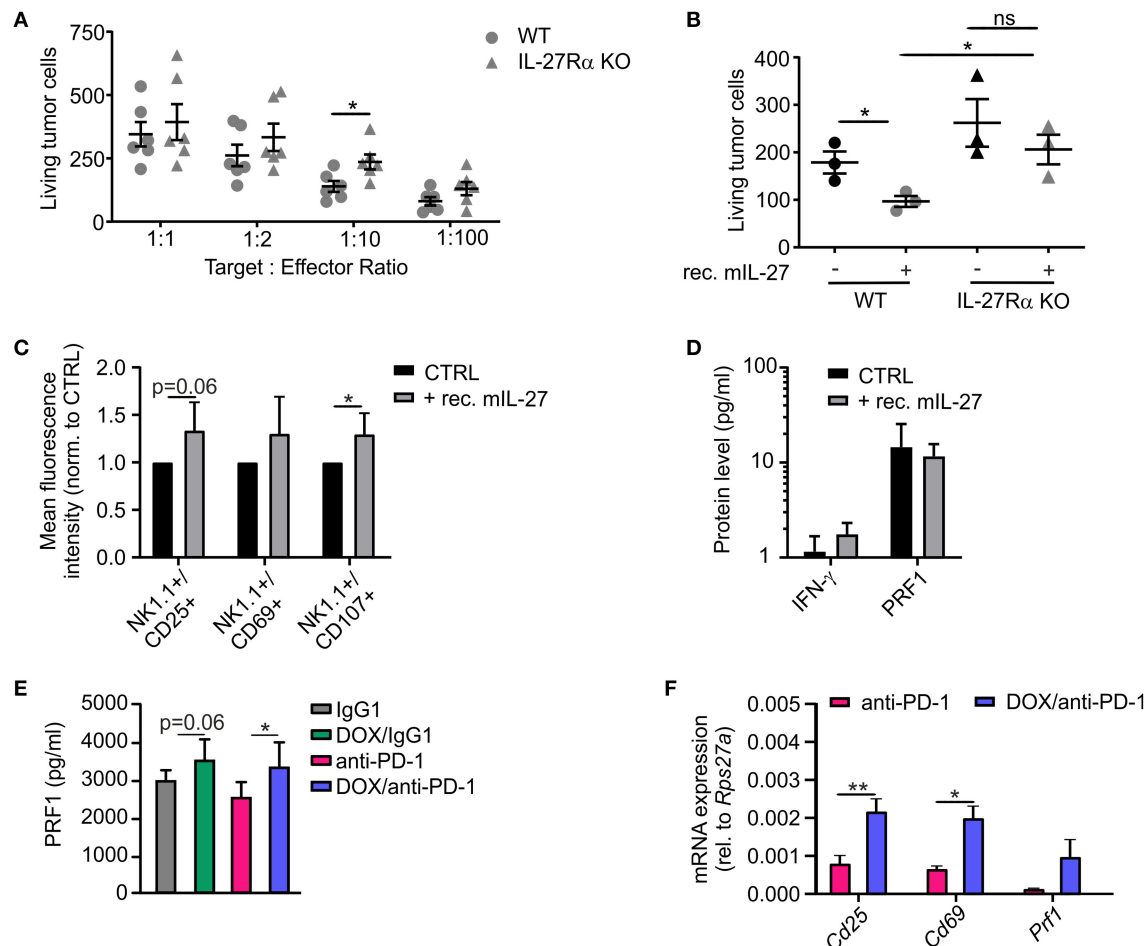 A
Living tumor cells
750
500
250
0
1:1 1:2 1:10 1:100
Target : Effector Ratio
*
WT
IL-27Rα KO
B
Living tumor cells
400
300
200
100
0
*
*
ns
rec. mIL-27 - + - +
WT IL-27Rα KO
C
Mean fluorescence
intensity (norm. to CTRL)
2.0
1.5
1.0
0.5
0.0
p=0.06
*
CTRL
+ rec. mIL-27
NK1.1+/
CD25+
NK1.1+/
CD69+
NK1.1+/
CD107+
D
Protein level (pg/ml)
100
10
1
CTRL
+ rec. mIL-27
IFN-γ
PRF1
E
PRF1 (pg/ml)
5000
4000
3000
2000
1000
0
p=0.06
*
IgG1
DOX/IgG1
anti-PD-1
DOX/anti-PD-1
F
mRNA expression
(rel. to Rps27a)
0.005
0.004
0.003
0.002
0.001
0.000
anti-PD-1 DOX/anti-PD-1
**
*
Cd25
Cd69
Prf1